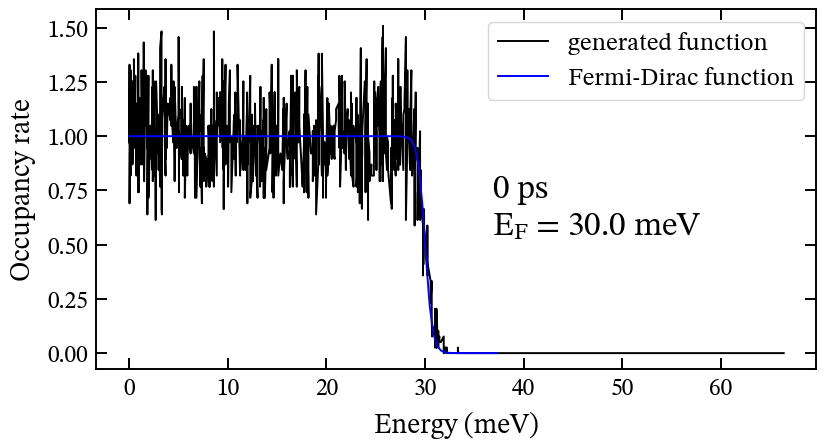 generated function
Fermi-Dirac function
0 ps
E_F = 30.0 meV
Occupancy rate
1.50
1.25
1.00
0.75
0.50
0.25
0.00
0 10 20 30 40 50 60
Energy (meV)